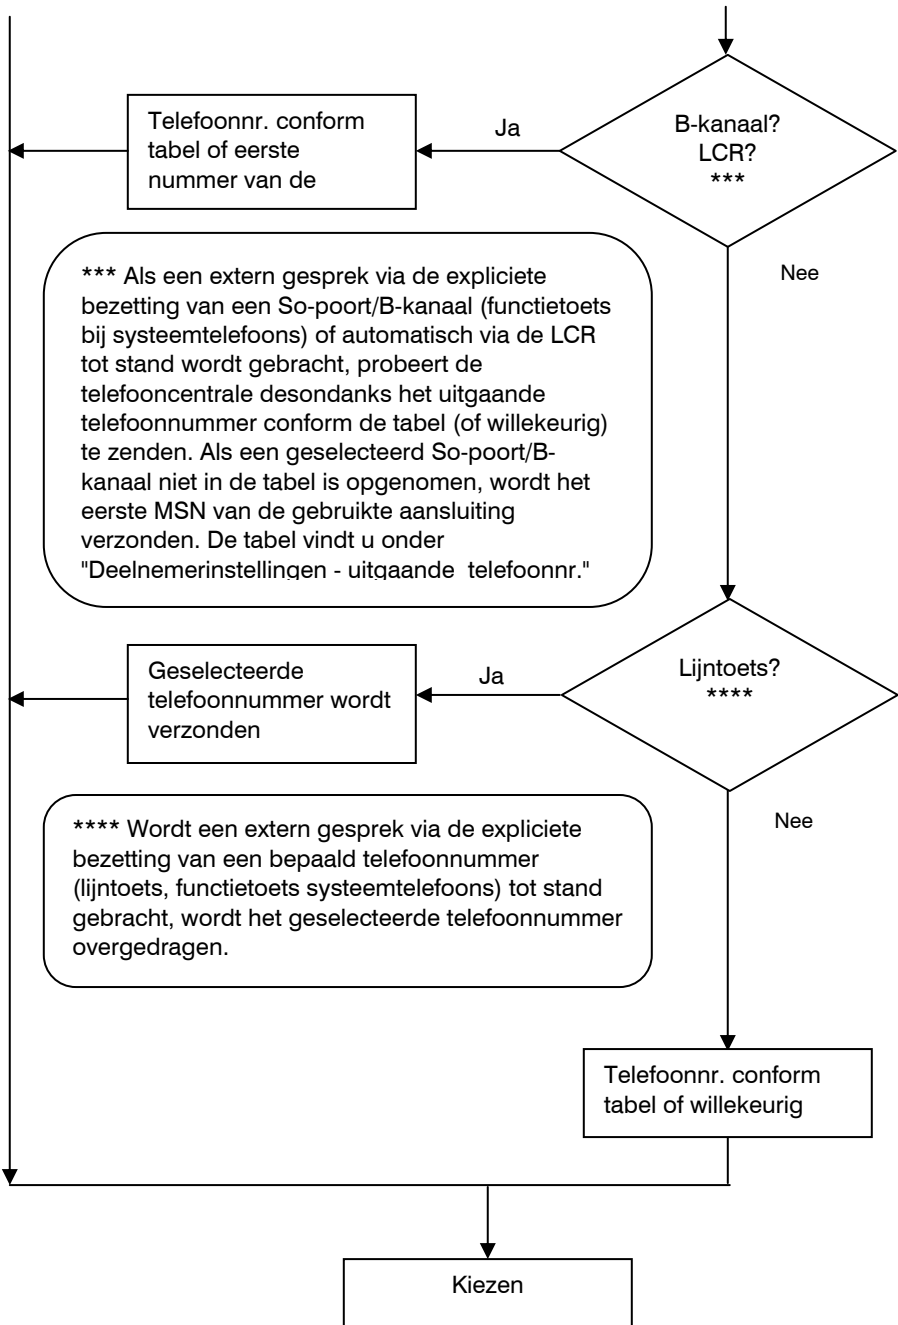 Telefoonnr. conform
tabel of eerste
nummer van de
Ja
B-kanaal?
LCR?
***
Nee
*** Als een extern gesprek via de expliciete
bezetting van een So-poort/B-kanaal (functietoets
bij systeemtelefoons) of automatisch via de LCR
tot stand wordt gebracht, probeert de
telefooncentrale desondanks het uitgaande
telefoonnummer conform de tabel (of willekeurig)
te zenden. Als een geselecteerd So-poort/B-
kanaal niet in de tabel is opgenomen, wordt het
eerste MSN van de gebruikte aansluiting
verzonden. De tabel vindt u onder
"Deelnemerinstellingen - uitgaande telefoonnr."
Geselecteerde
telefoonnummer wordt
verzonden
Ja
Lijntoets?
****
Nee
**** Wordt een extern gesprek via de expliciete
bezetting van een bepaald telefoonnummer
(lijntoets, functietoets systeemtelefoons) tot stand
gebracht, wordt het geselecteerde telefoonnummer
overgedragen.
Telefoonnr. conform
tabel of willekeurig
Kiezen